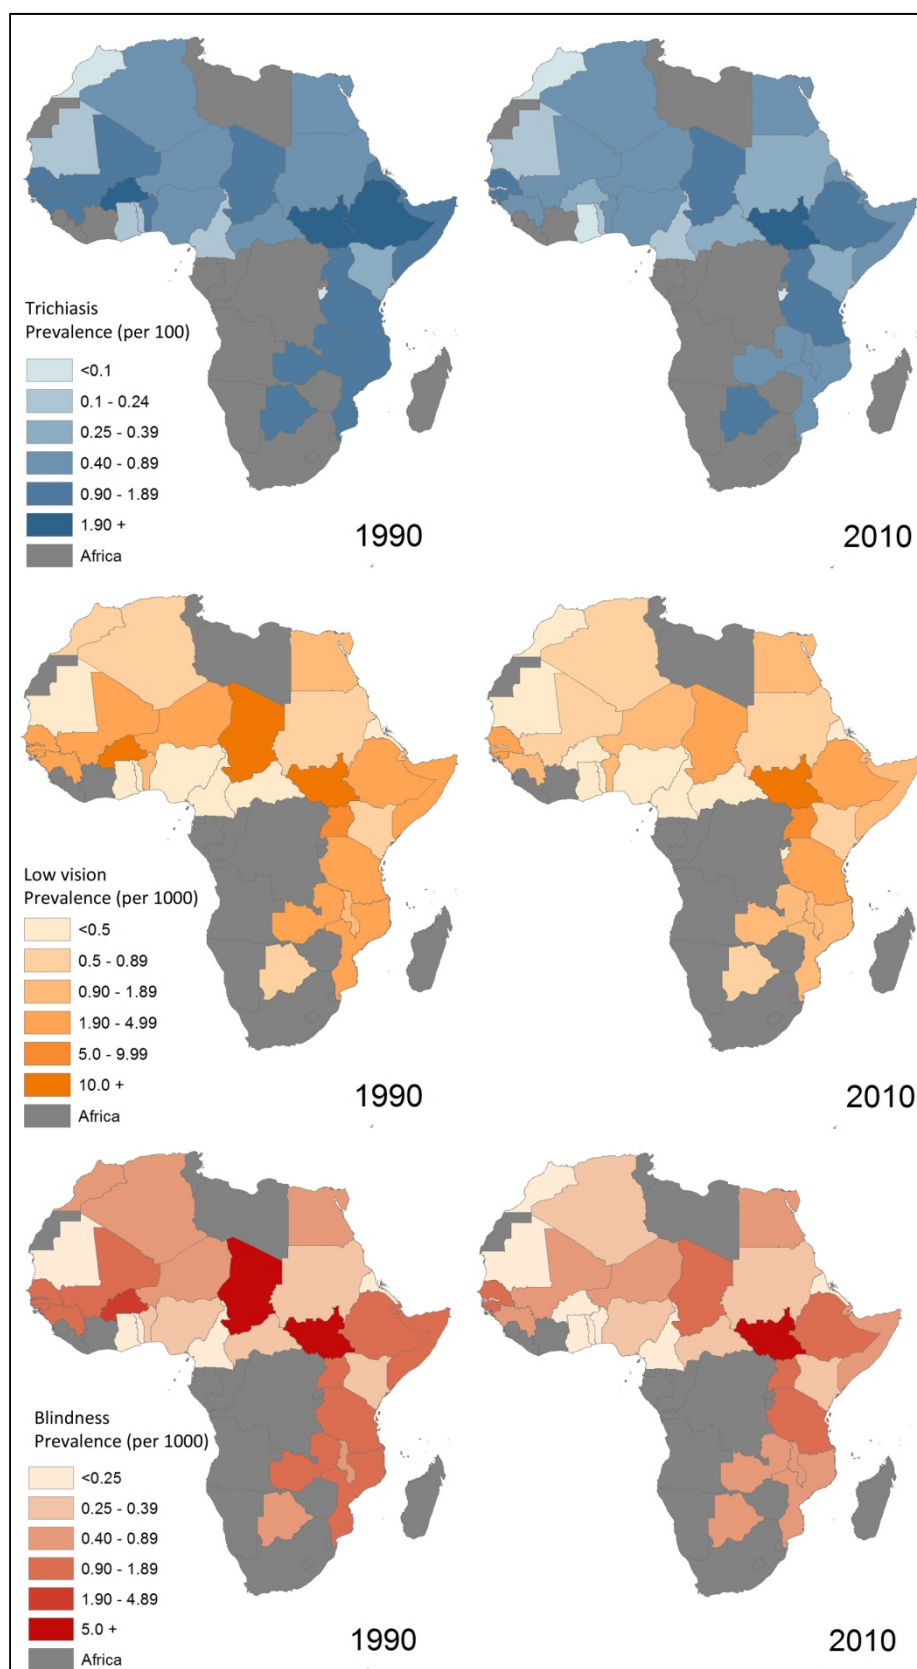 Trichiasis
Prevalence (per 100)
<0.1
0.1 - 0.24
0.25 - 0.39
0.40 - 0.89
0.90 - 1.89
1.90 +
Africa
1990
2010
Low vision
Prevalence (per 1000)
<0.5
0.5 - 0.89
0.90 - 1.89
1.90 - 4.99
5.0 - 9.99
10.0 +
Africa
1990
2010
Blindness
Prevalence (per 1000)
<0.25
0.25 - 0.39
0.40 - 0.89
0.90 - 1.89
1.90 - 4.89
5.0 +
Africa
1990
2010